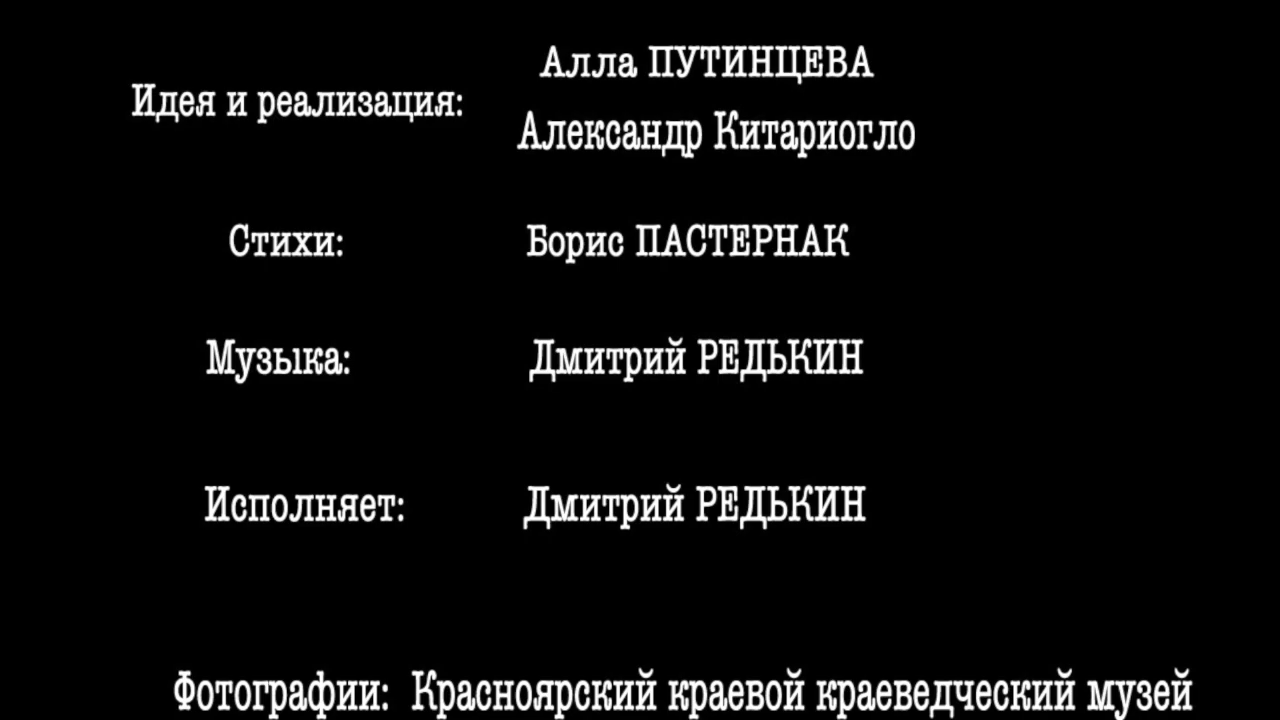 Алла ПУТИНЦЕВА
Идея и реализация:
Александр Китариогло
Стихи: Борис ПАСТЕРНАК
Музыка: Дмитрий РЕДЬКИН
Исполняет: Дмитрий РЕДЬКИН
Фотографии: Красноярский краевой краеведческий музей